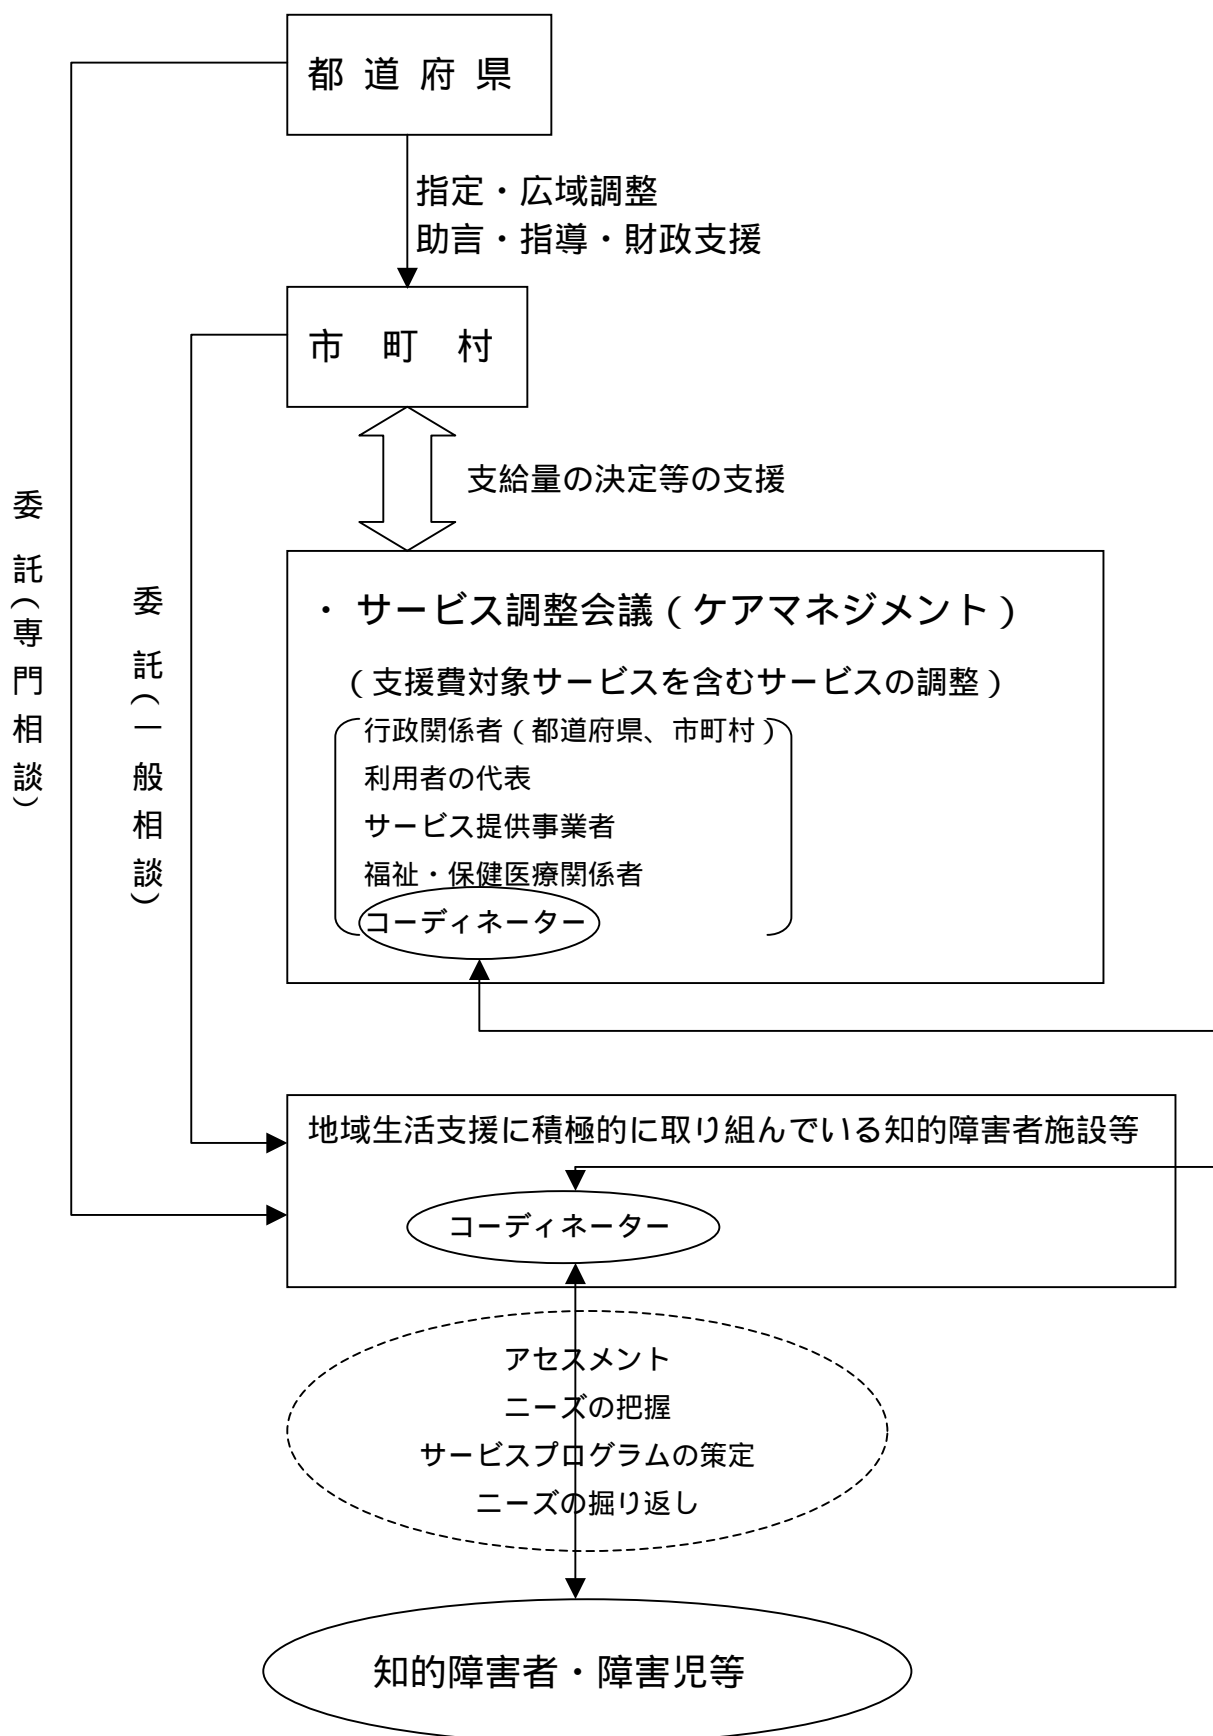 都道府県
指定・広域調整
助言・指導・財政支援
市町村
支給量の決定等の支援
委託(専門相談)
委託(一般相談)
・ サービス調整会議(ケアマネジメント)
(支援費対象サービスを含むサービスの調整)
行政関係者(都道府県、市町村)
利用者の代表
サービス提供事業者
福祉・保健医療関係者
コーディネーター
地域生活支援に積極的に取り組んでいる知的障害者施設等
コーディネーター
アセスメント
ニーズの把握
サービスプログラムの策定
ニーズの掘り返し
知的障害者・障害児等